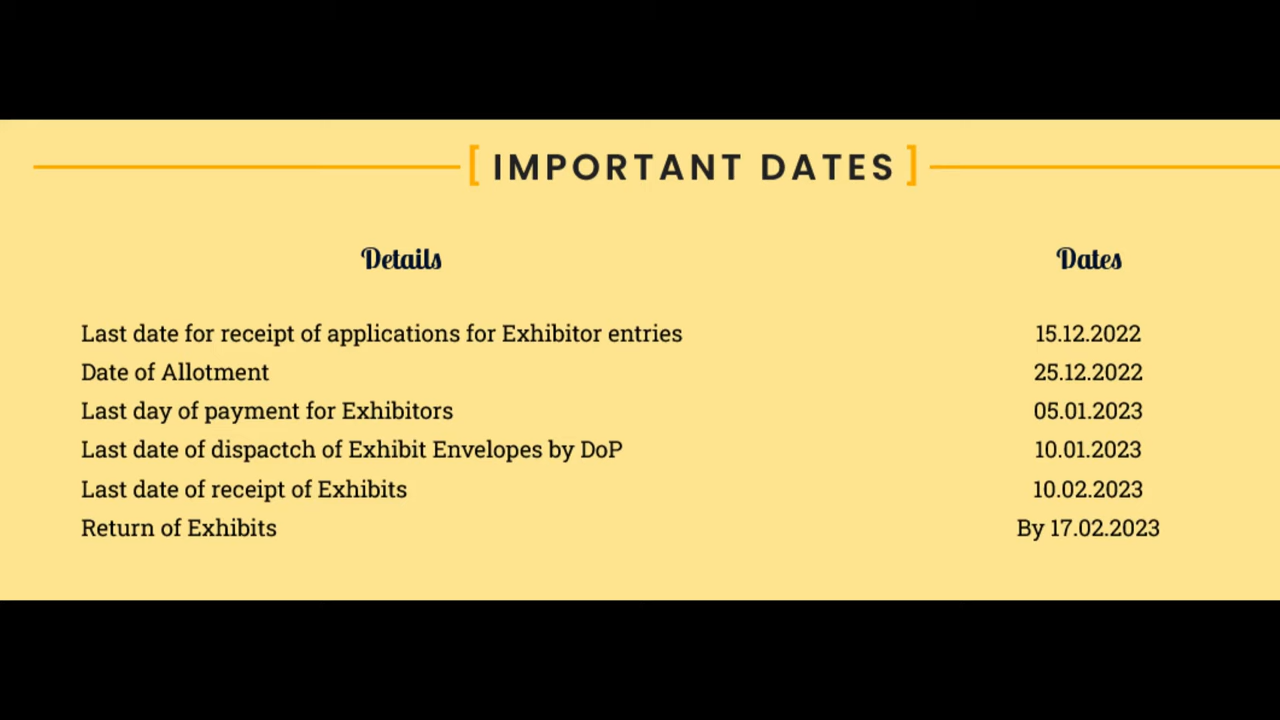 [ IMPORTANT DATES ]
Details Dates
Last date for receipt of applications for Exhibitor entries 15.12.2022
Date of Allotment 25.12.2022
Last day of payment for Exhibitors 05.01.2023
Last date of dispactch of Exhibit Envelopes by DoP 10.01.2023
Last date of receipt of Exhibits 10.02.2023
Return of Exhibits By 17.02.2023